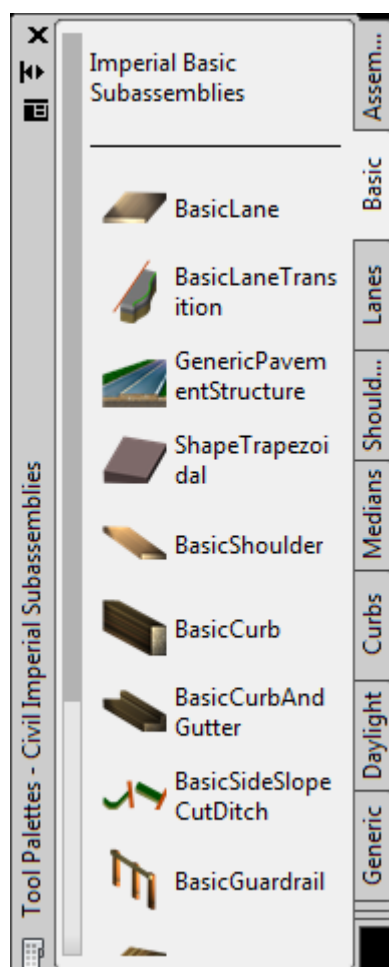 Imperial Basic
Subassemblies
BasicLane
BasicLaneTrans
ition
GenericPavem
entStructure
ShapeTrapezoi
dal
BasicShoulder
BasicCurb
BasicCurbAnd
Gutter
BasicSideSlope
CutDitch
BasicGuardrail
Assem...
Basic
Lanes
Should...
Medians
Curbs
Daylight
Generic
Tool Palettes - Civil Imperial Subassemblies